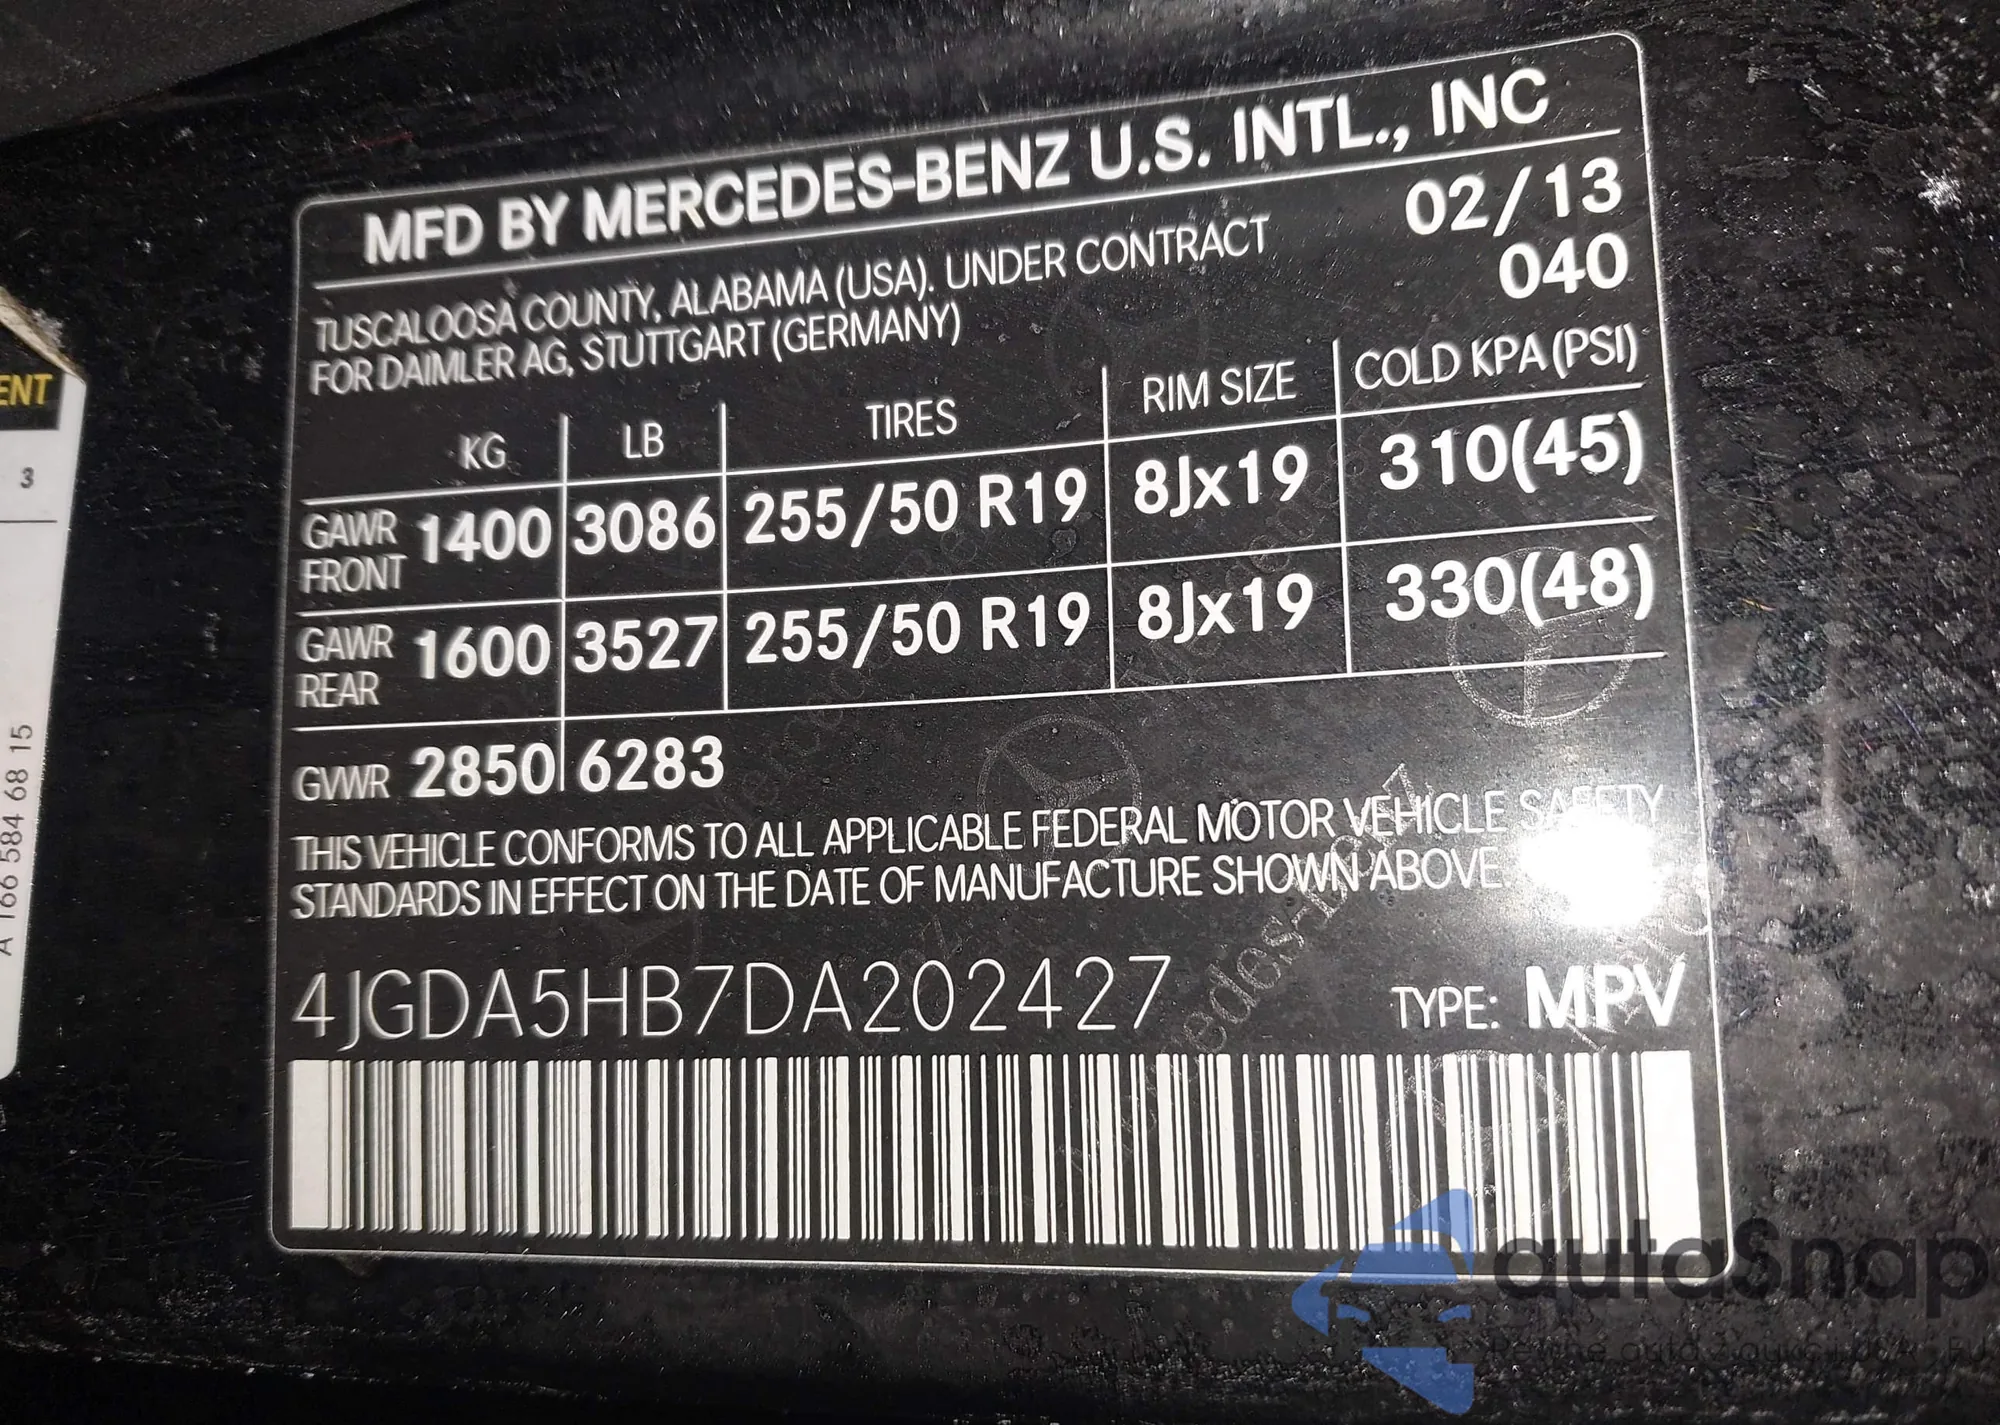 MFD BY MERCEDES-BENZ U.S. INTL., INC
TUSCALOOSA COUNTY, ALABAMA (USA). UNDER CONTRACT
FOR DAIMLER AG, STUTTGART (GERMANY)
02/13
040
KG LB TIRES RIM SIZE COLD KPA (PSI)
GAWR FRONT 1400 3086 255/50 R19 8Jx19 310(45)
GAWR REAR 1600 3527 255/50 R19 8Jx19 330(48)
GVWR 2850 6283
THIS VEHICLE CONFORMS TO ALL APPLICABLE FEDERAL MOTOR VEHICLE SAFETY
STANDARDS IN EFFECT ON THE DATE OF MANUFACTURE SHOWN ABOVE.
4JGDA5HB7DA202427 TYPE: MPV
ENT
3
A 166 584 68 15
autoSnap